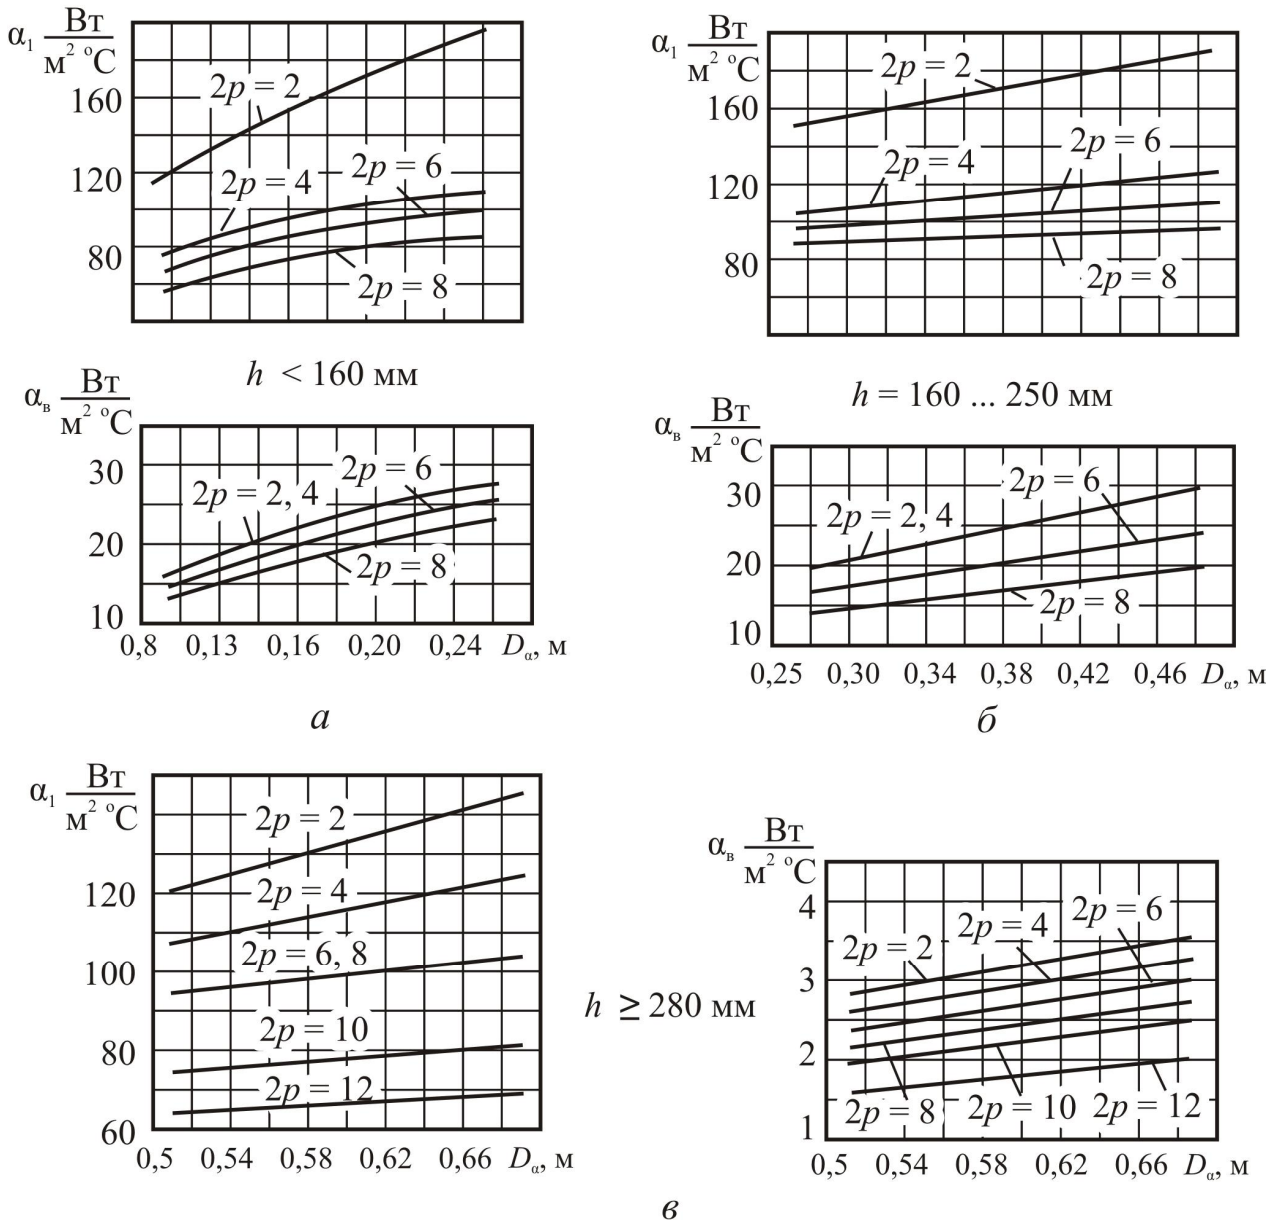 α₁ Вт
м² °C
160
120
80
2p = 2
2p = 4
2p = 6
2p = 8
h < 160 мм
αв Вт
м² °C
30
20
10
2p = 2, 4
2p = 6
2p = 8
0,8 0,13 0,16 0,20 0,24 Dα, м
а
α₁ Вт
м² °C
160
120
80
2p = 2
2p = 4
2p = 6
2p = 8
h = 160 ... 250 мм
αв Вт
м² °C
30
20
10
2p = 2, 4
2p = 6
2p = 8
0,25 0,30 0,34 0,38 0,42 0,46 Dα, м
б
α₁ Вт
м² °C
120
100
80
60
2p = 2
2p = 4
2p = 6, 8
2p = 10
2p = 12
0,5 0,54 0,58 0,62 0,66 Dα, м
h ≥ 280 мм
αв Вт
м² °C
4
3
2
1
2p = 2
2p = 4
2p = 6
2p = 8 2p = 10 2p = 12
0,5 0,54 0,58 0,62 0,66 Dα, м
в